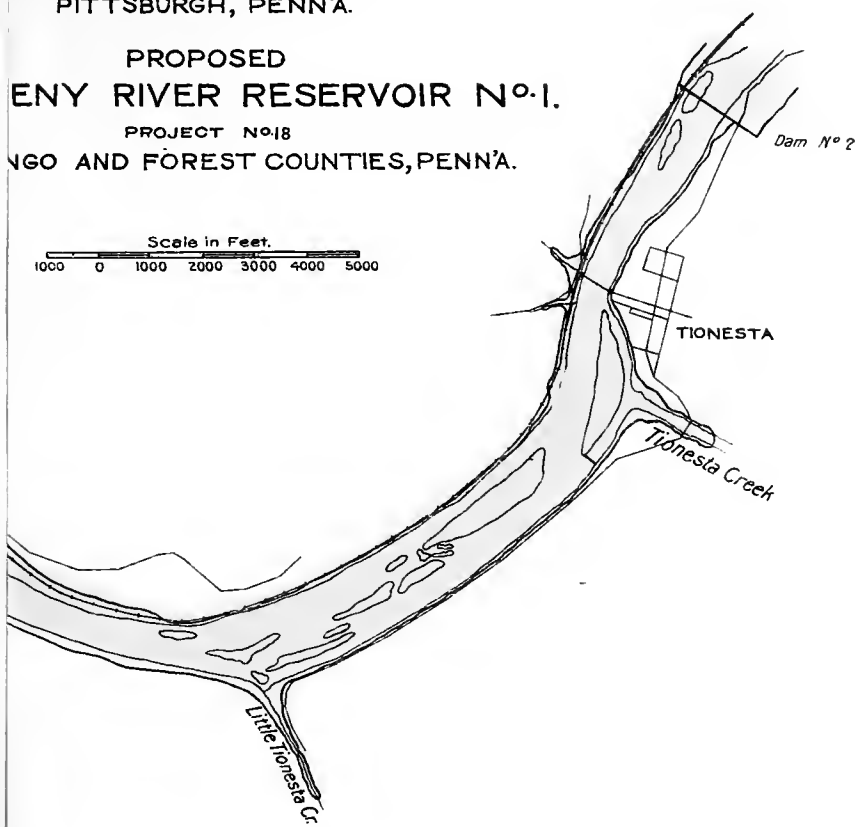 PITTSBURGH, PENN'A.
PROPOSED
ENY RIVER RESERVOIR No.1.
PROJECT No.18
NGO AND FOREST COUNTIES, PENN'A.
Scale in Feet.
1000 0 1000 2000 3000 4000 5000
Dam No 2
TIONESTA
Tionesta Creek
Little Tionesta Cr.